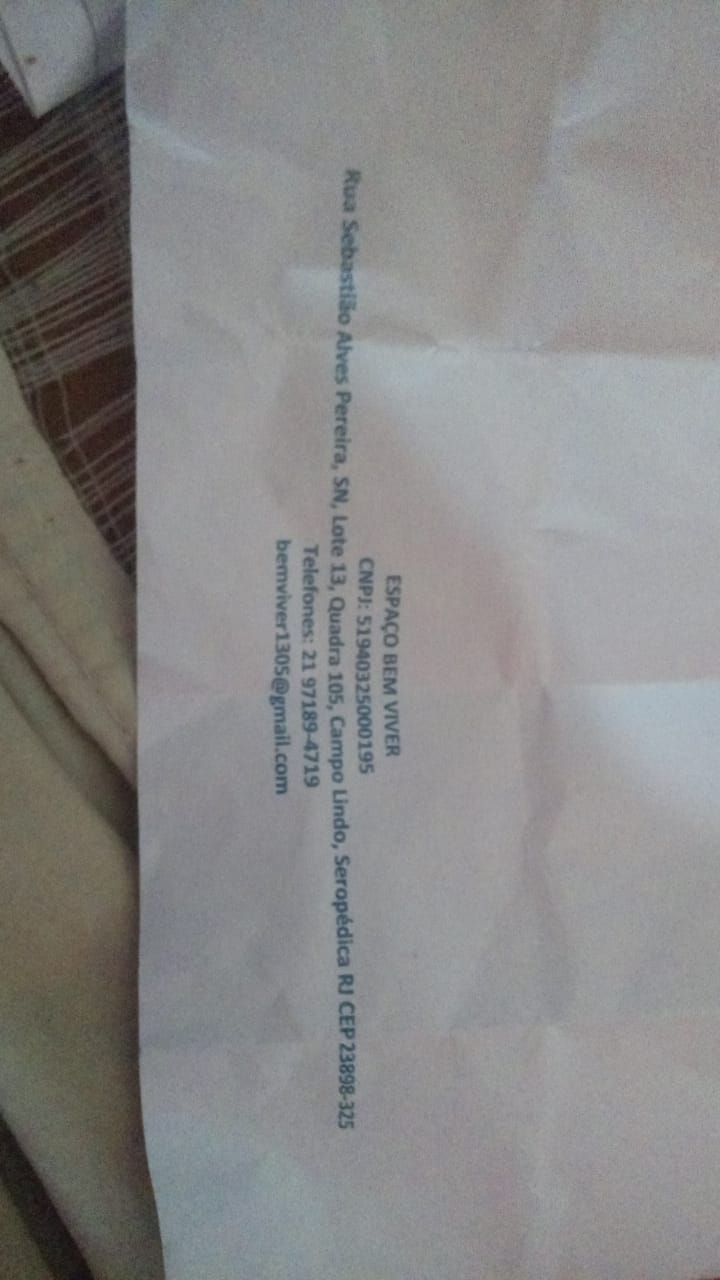 ESPAÇO BEM VIVER
CNPJ: 51940325000195
Rua Sebastião Alves Pereira, SN, Lote 13, Quadra 105, Campo Lindo, Seropédica RJ CEP 23898-325
Telefones: 21 97189-4719
bemviver1305@gmail.com